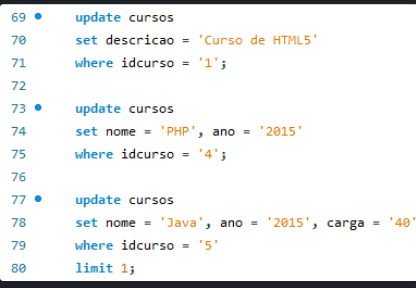 69 update cursos
70 set descricao = 'Curso de HTML5'
71 where idcurso = '1';
72
73 update cursos
74 set nome = 'PHP', ano = '2015'
75 where idcurso = '4';
76
77 update cursos
78 set nome = 'Java', ano = '2015', carga = '40'
79 where idcurso = '5'
80 limit 1;